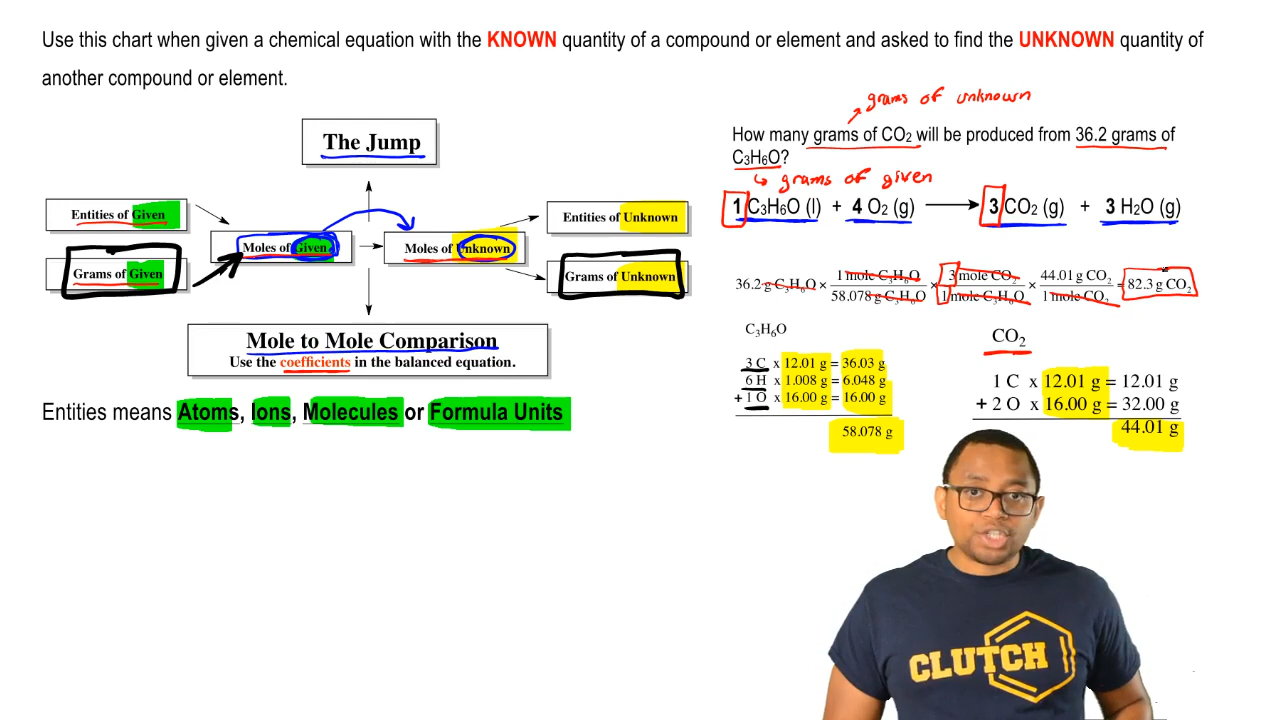 Use this chart when given a chemical equation with the KNOWN quantity of a compound or element and asked to find the UNKNOWN quantity of
another compound or element.
The Jump
Entities of Given
Grams of Given
Moles of Given
Moles of Unknown
Entities of Unknown
Grams of Unknown
Mole to Mole Comparison
Use the coefficients in the balanced equation.
Entities means Atoms, Ions, Molecules or Formula Units
grams of unknown
How many grams of CO₂ will be produced from 36.2 grams of
C₃H₆O?
grams of given
1 C₃H₆O (l) + 4 O₂ (g) → 3 CO₂ (g) + 3 H₂O (g)
36.2 g C₃H₆O × 1 mole C₃H₆O / 58.078 g C₃H₆O × 3 mole CO₂ / 1 mole C₃H₆O × 44.01 g CO₂ / 1 mole CO₂ = 82.3 g CO₂
C₃H₆O
3 C x 12.01 g = 36.03 g
6 H x 1.008 g = 6.048 g
+ 1 O x 16.00 g = 16.00 g
58.078 g
CO₂
1 C x 12.01 g = 12.01 g
+ 2 O x 16.00 g = 32.00 g
44.01 g
CLUTCH